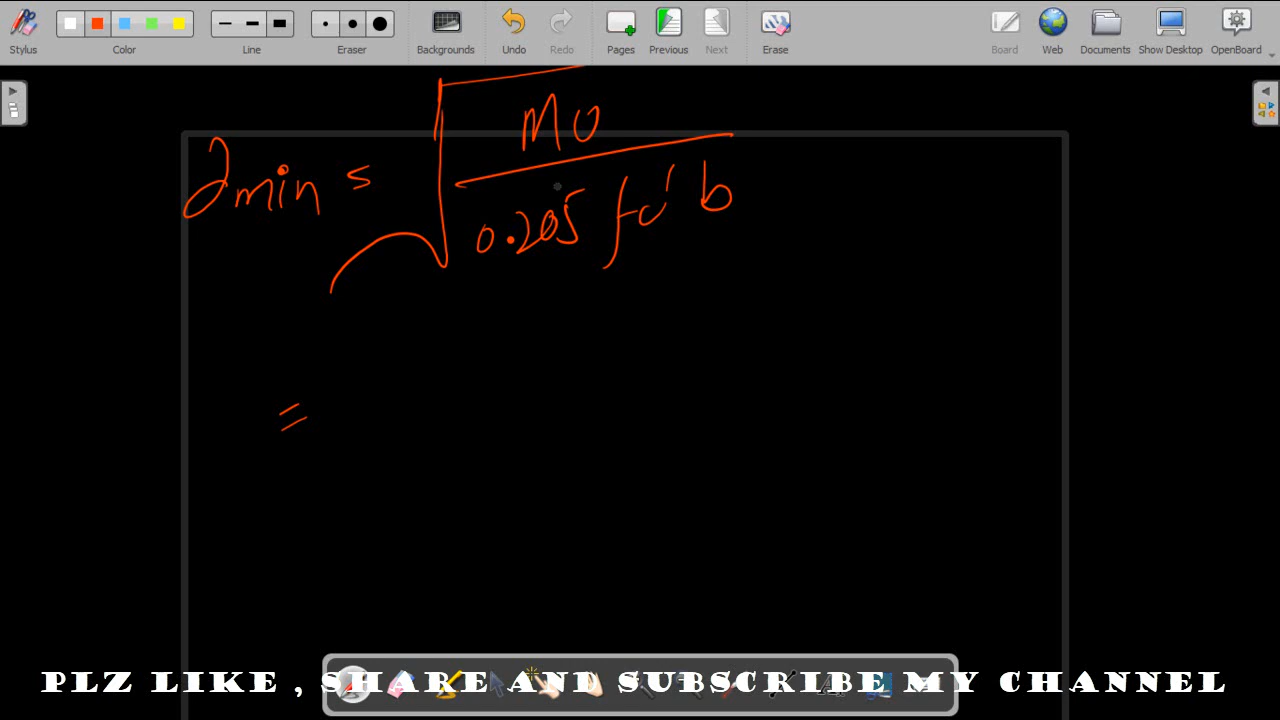 Stylus Color Line Eraser Backgrounds Undo Redo Pages Previous Next Erase Board Web Documents Show Desktop OpenBoard
dmin = √(Mu / 0.205 fc' b)
=
PLZ LIKE , SHARE AND SUBSCRIBE MY CHANNEL